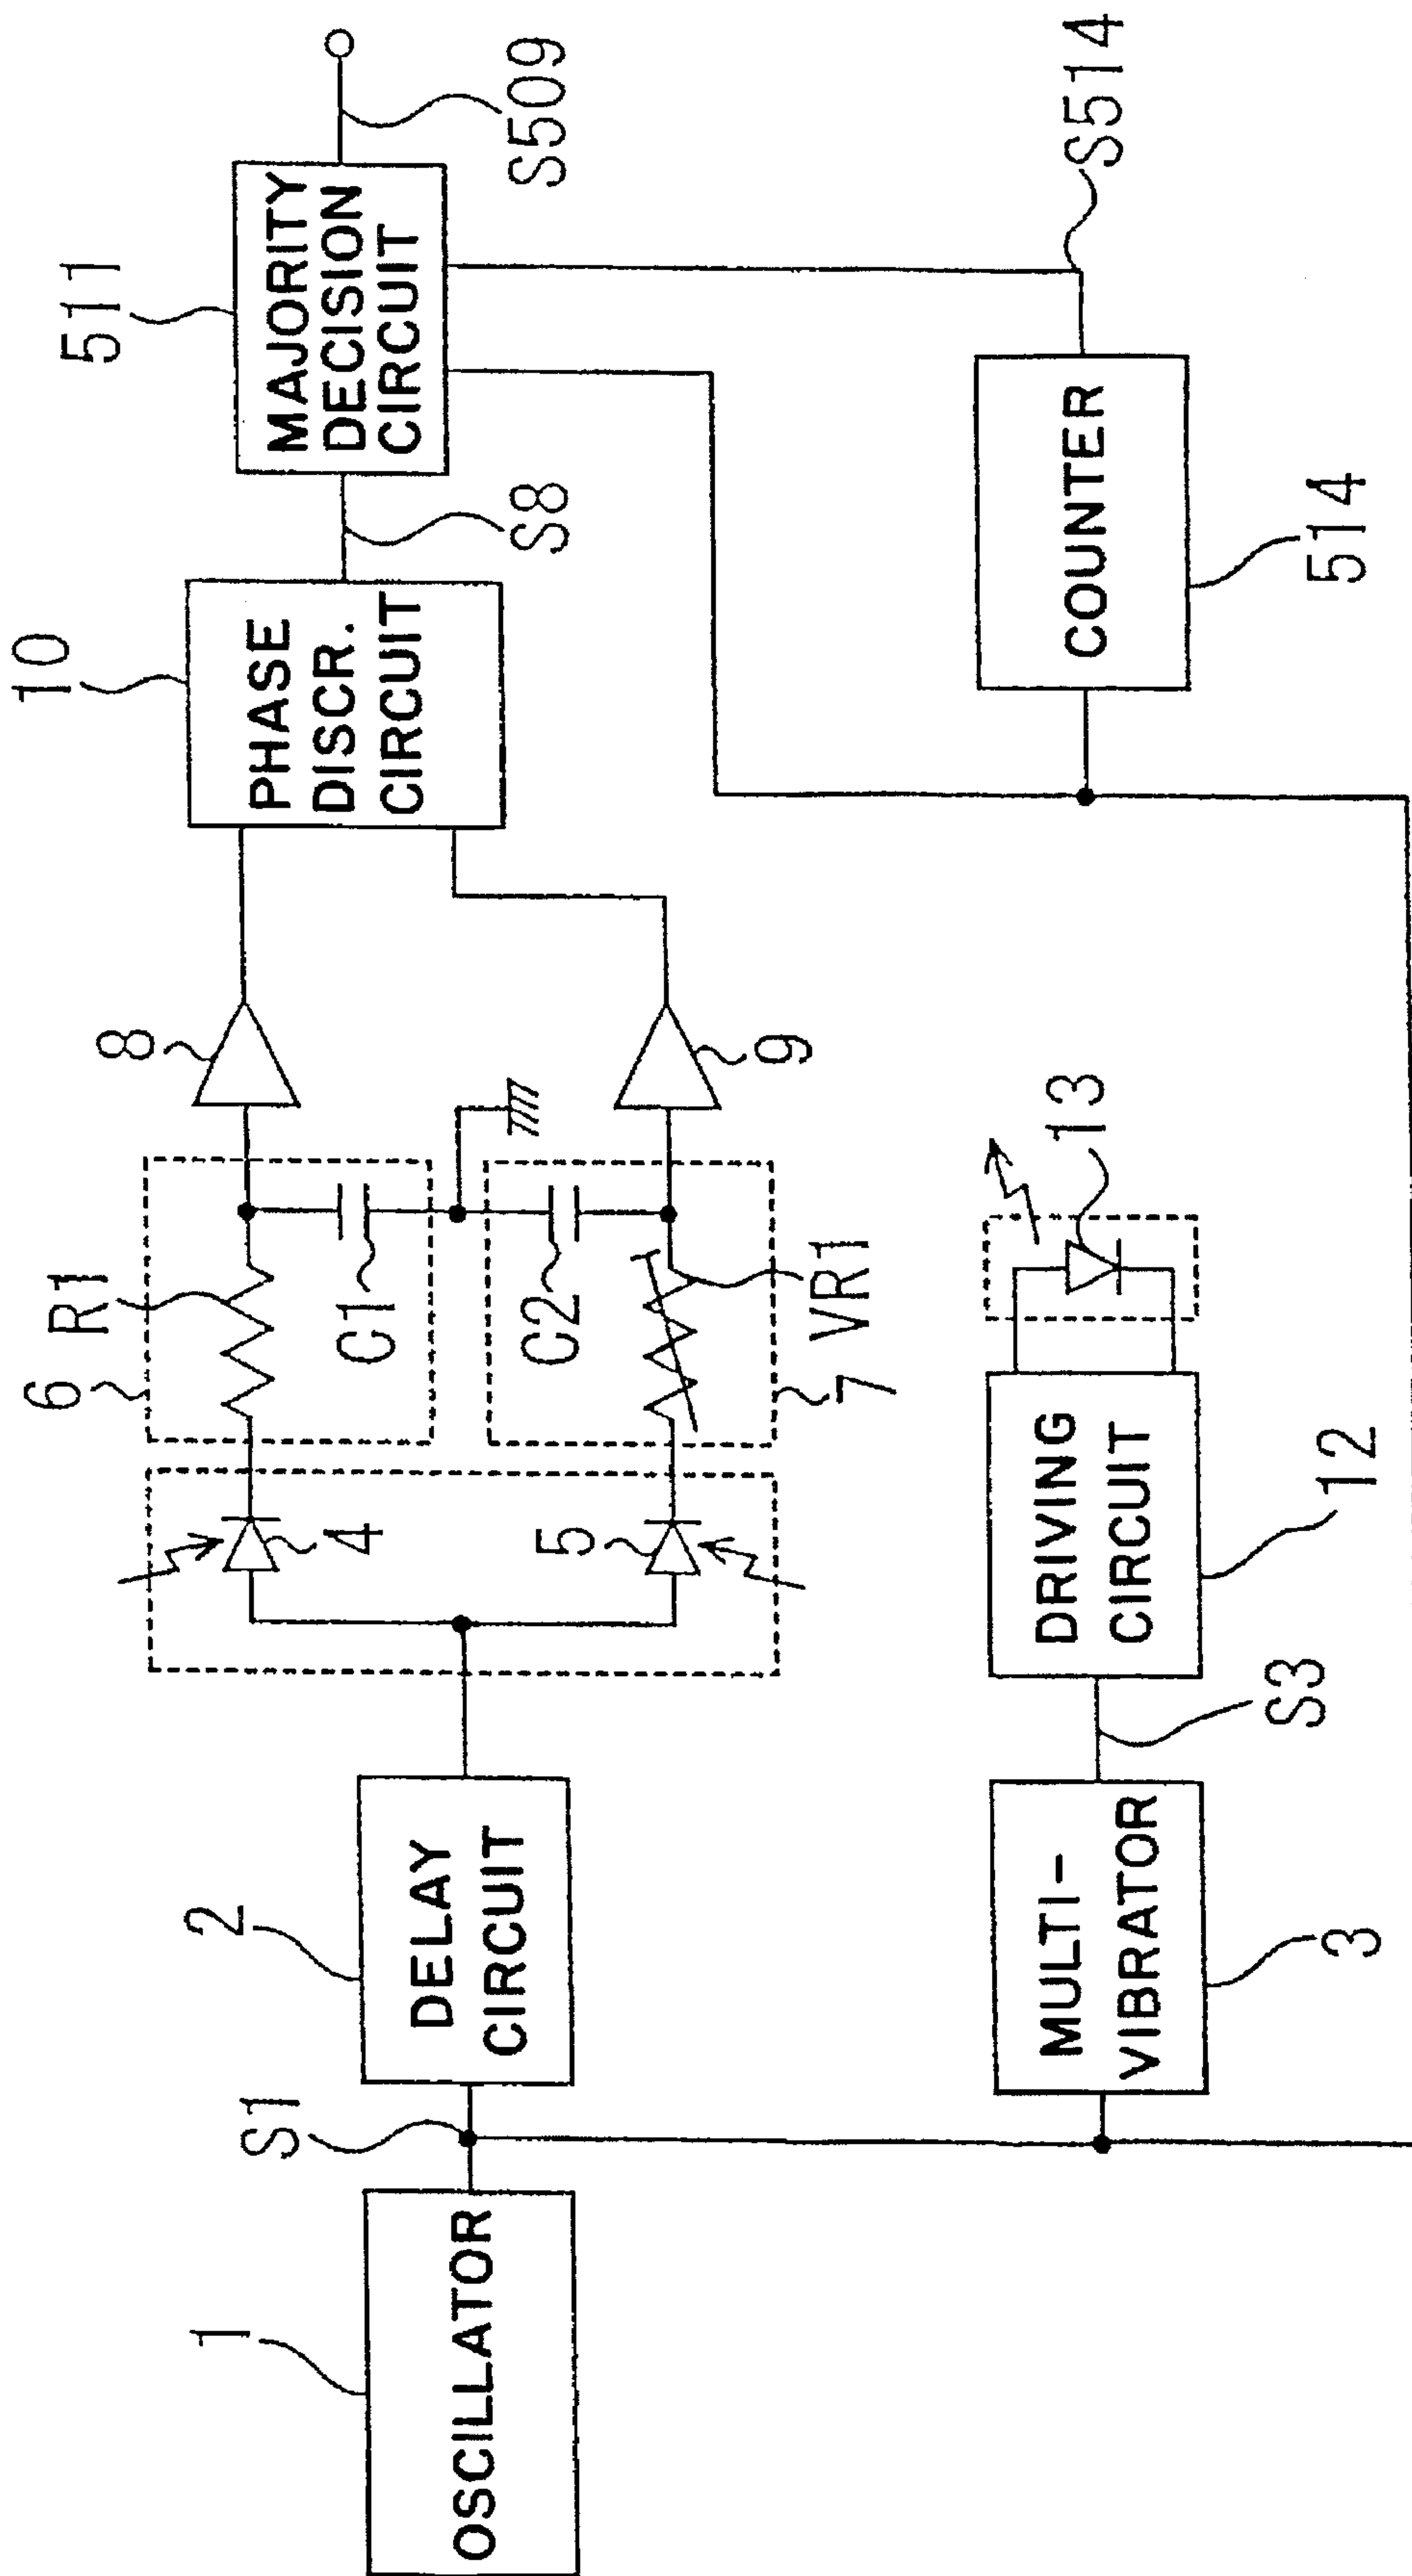 511
10
MAJORITY
DECISION
CIRCUIT
S509
PHASE
DISCR.
CIRCUIT
S8
8
9
R1
6
C1
C2
VR1
7
4
5
2
DELAY
CIRCUIT
S1
1
OSCILLATOR
S514
COUNTER
514
13
DRIVING
CIRCUIT
12
S3
MULTI-
VIBRATOR
3